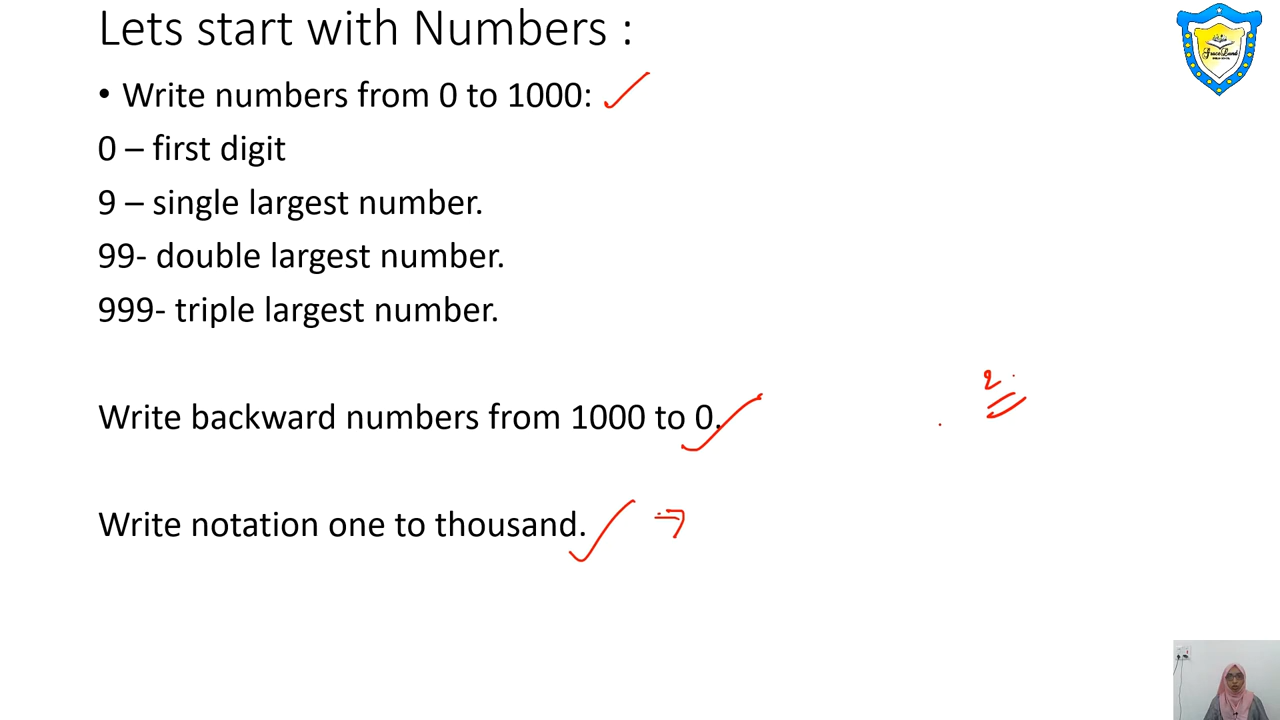 Lets start with Numbers :
• Write numbers from 0 to 1000:
0 – first digit
9 – single largest number.
99- double largest number.
999- triple largest number.
Write backward numbers from 1000 to 0.
Write notation one to thousand.